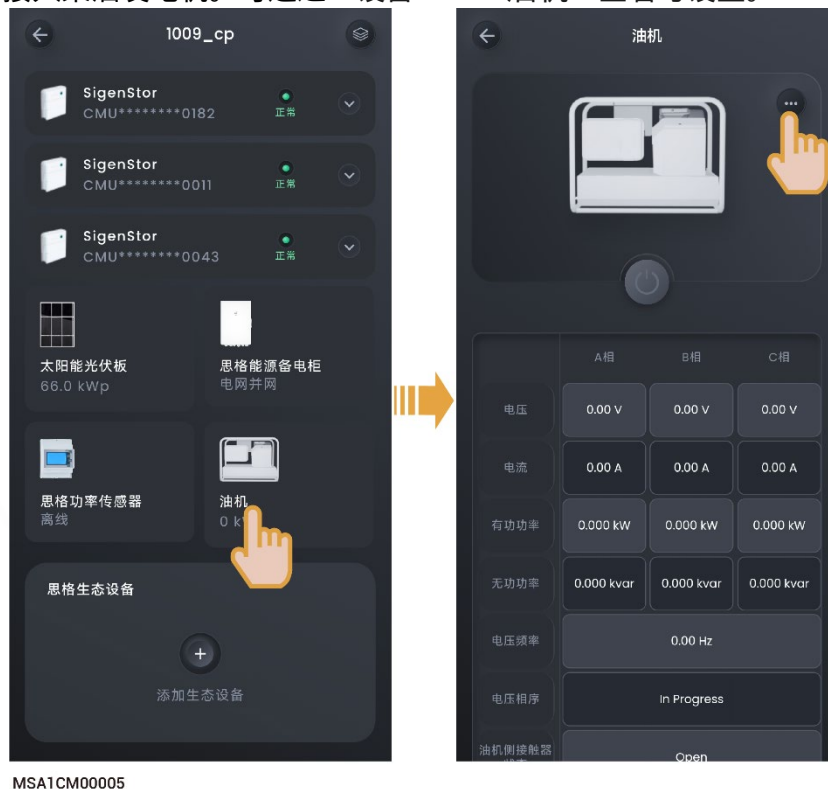 1009_cp
SigenStor
CMU********0182
正常
SigenStor
CMU********0011
正常
SigenStor
CMU********0043
正常
太阳能光伏板
66.0 kWp
思格能源备电柜
电网并网
思格功率传感器
离线
油机
0 k
思格生态设备
添加生态设备
油机
A相 B相 C相
电压 0.00 V 0.00 V 0.00 V
电流 0.00 A 0.00 A 0.00 A
有功功率 0.000 kW 0.000 kW 0.000 kW
无功功率 0.000 kvar 0.000 kvar 0.000 kvar
电压频率 0.00 Hz
电压相序 In Progress
油机侧接触器
Open
MSA1CM00005